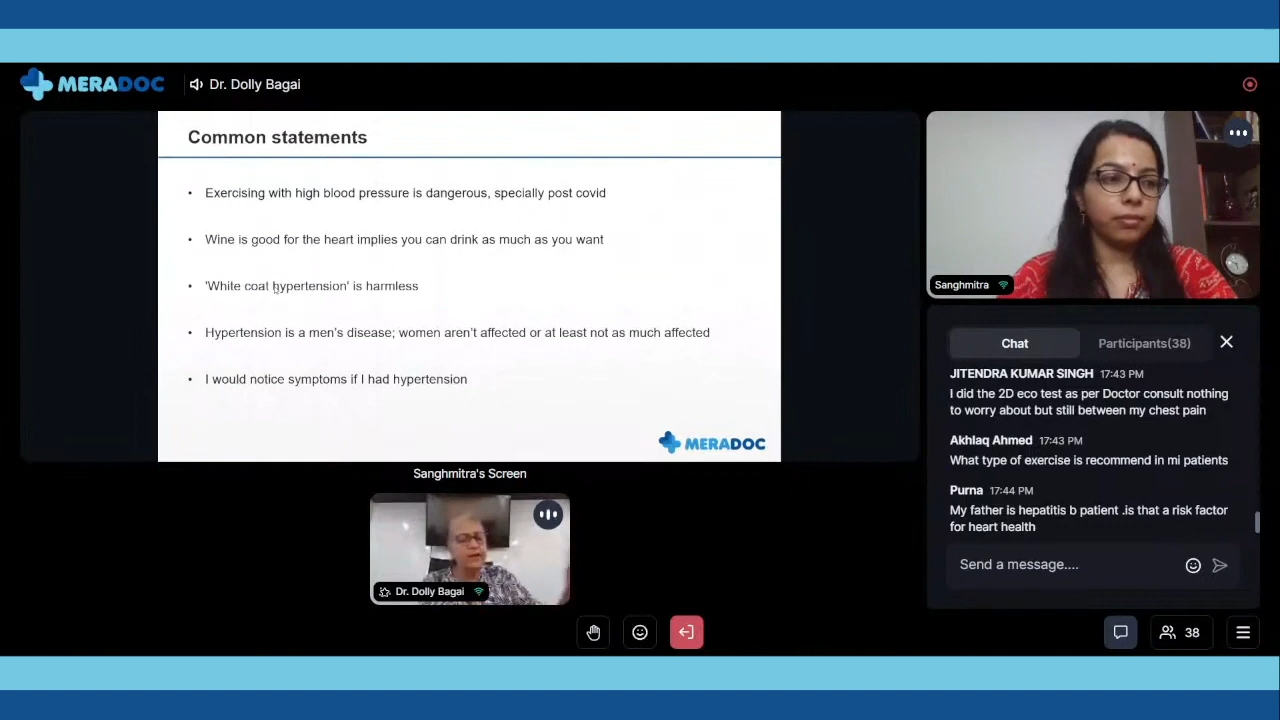 MERADOC
Dr. Dolly Bagai
Common statements
• Exercising with high blood pressure is dangerous, specially post covid
• Wine is good for the heart implies you can drink as much as you want
• 'White coat hypertension' is harmless
• Hypertension is a men's disease; women aren't affected or at least not as much affected
• I would notice symptoms if I had hypertension
MERADOC
Sanghmitra's Screen
Dr. Dolly Bagai
Sanghmitra
Chat
Participants(38)
JITENDRA KUMAR SINGH 17:43 PM
I did the 2D eco test as per Doctor consult nothing
to worry about but still between my chest pain
Akhlaq Ahmed 17:43 PM
What type of exercise is recommend in mi patients
Purna 17:44 PM
My father is hepatitis b patient .is that a risk factor
for heart health
Send a message....
38